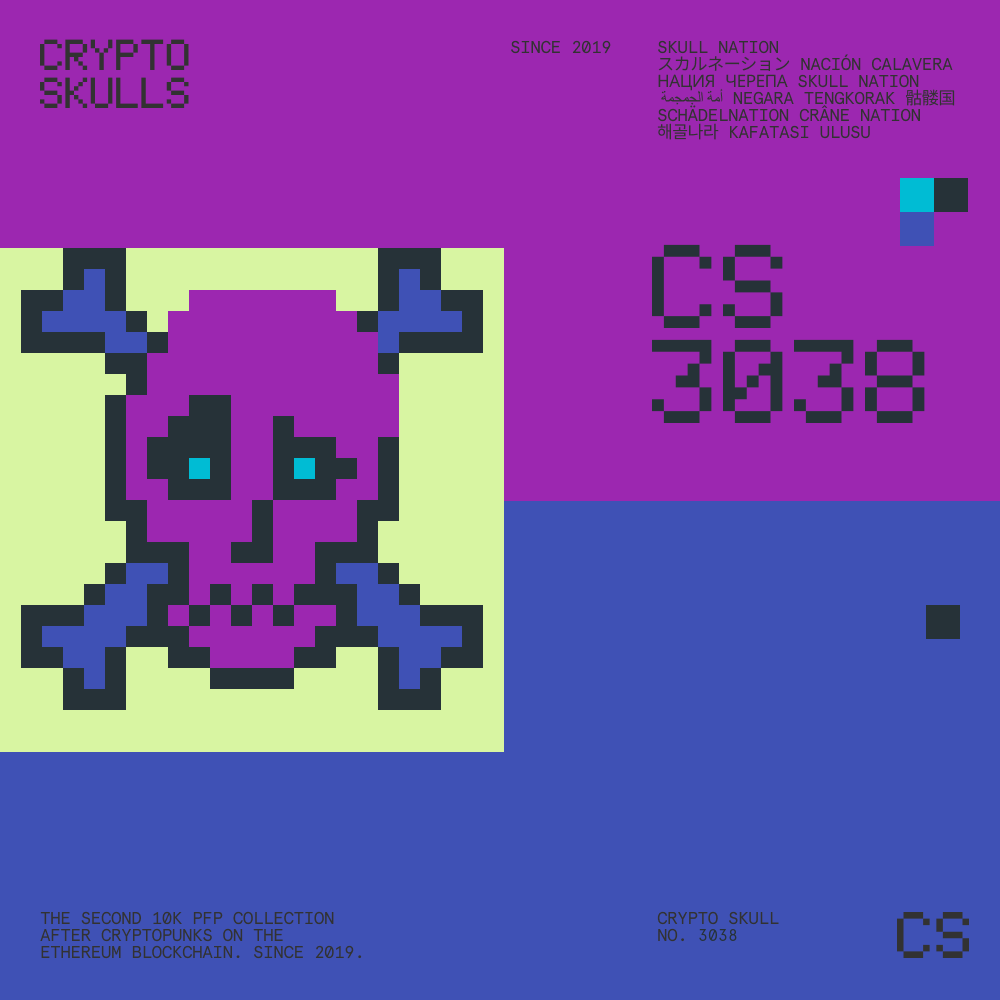 CRYPTO
SKULLS
SINCE 2019
SKULL NATION
スカルネーション NACIÓN CALAVERA
НАЦИЯ ЧЕРЕПА SKULL NATION
أمة الجمجمة NEGARA TENGKORAK 骷髅国
SCHÄDELNATION CRÂNE NATION
해골나라 KAFATASI ULUSU
CS
3038
THE SECOND 10K PFP COLLECTION
AFTER CRYPTOPUNKS ON THE
ETHEREUM BLOCKCHAIN. SINCE 2019.
CRYPTO SKULL
NO. 3038
CS